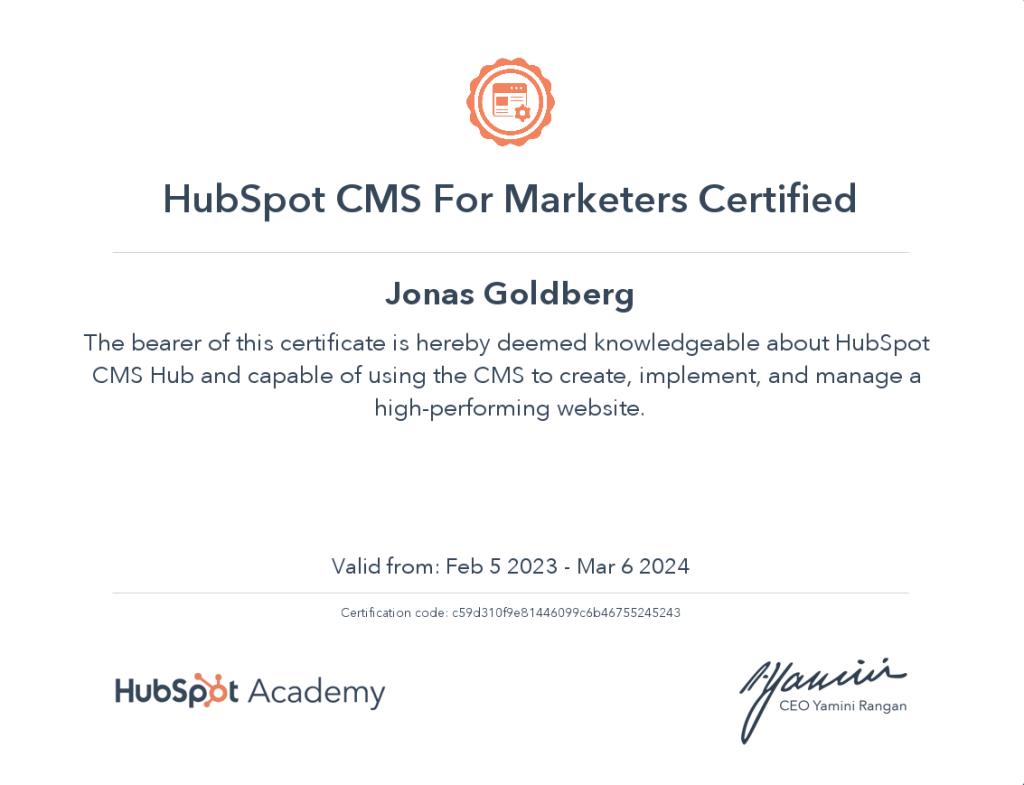 HubSpot CMS For Marketers Certified
Jonas Goldberg
The bearer of this certificate is hereby deemed knowledgeable about HubSpot
CMS Hub and capable of using the CMS to create, implement, and manage a
high-performing website.
Valid from: Feb 5 2023 - Mar 6 2024
Certification code: c59d310f9e81446099c6b46755245243
HubSpot Academy
Yamini
CEO Yamini Rangan